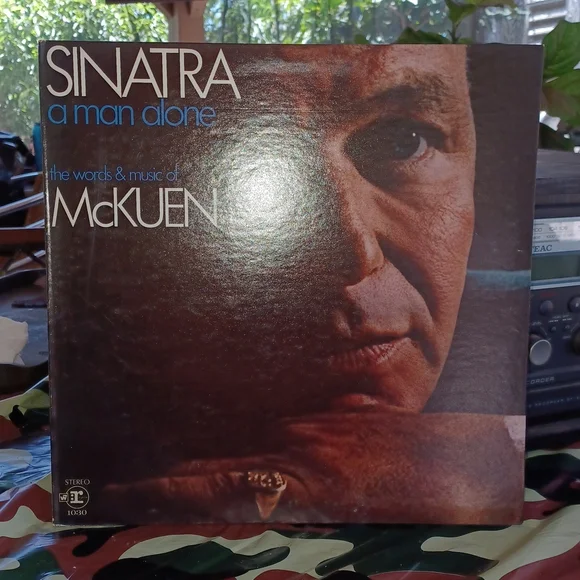 SINATRA
a man alone
the words & music of
McKUEN
STEREO
W
r
1030
TEAC